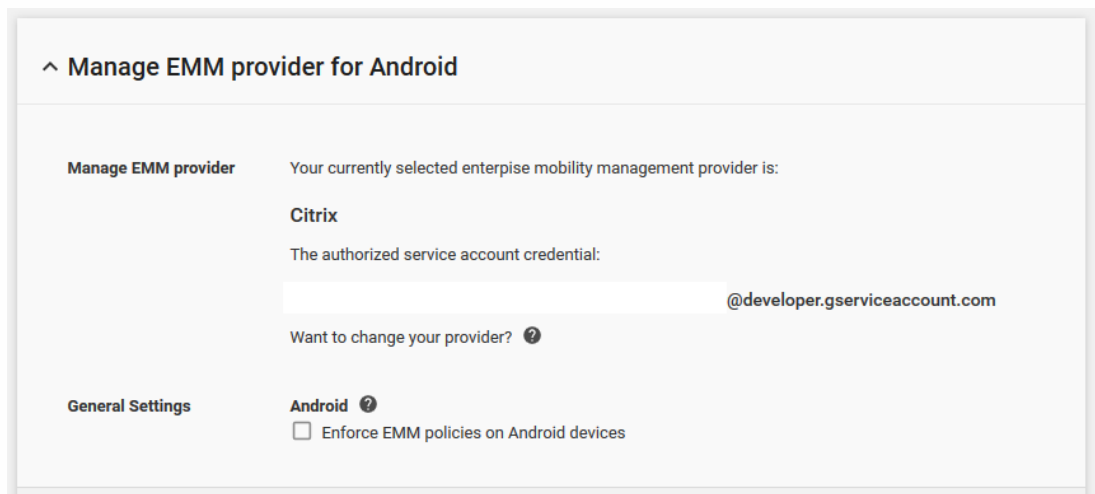 Manage EMM provider for Android
Manage EMM provider
Your currently selected enterpise mobility management provider is:
Citrix
The authorized service account credential:
@developer.gserviceaccount.com
Want to change your provider?
General Settings
Android
Enforce EMM policies on Android devices